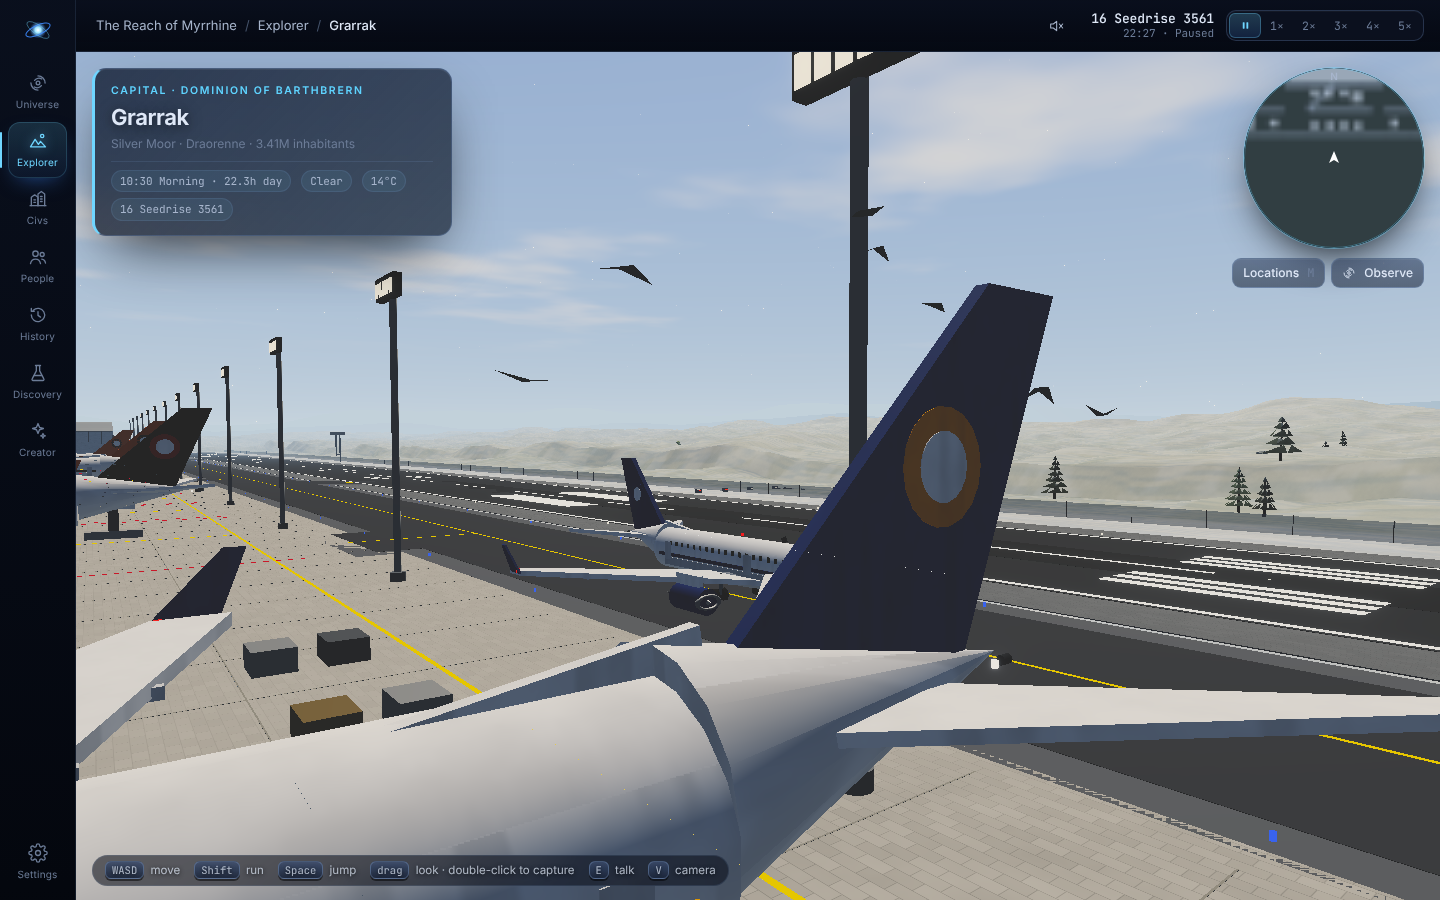 The Reach of Myrrhine / Explorer / Grarrak
16 Seedrise 3561
22:27 · Paused
1×
2×
3×
4×
5×
Universe
Explorer
Civs
People
History
Discovery
Creator
Settings
CAPITAL · DOMINION OF BARTHBRERN
Grarrak
Silver Moor · Draorenne · 3.41M inhabitants
10:30 Morning · 22.3h day
Clear
14°C
16 Seedrise 3561
N
Locations M
Observe
WASD move Shift run Space jump drag look · double-click to capture E talk V camera